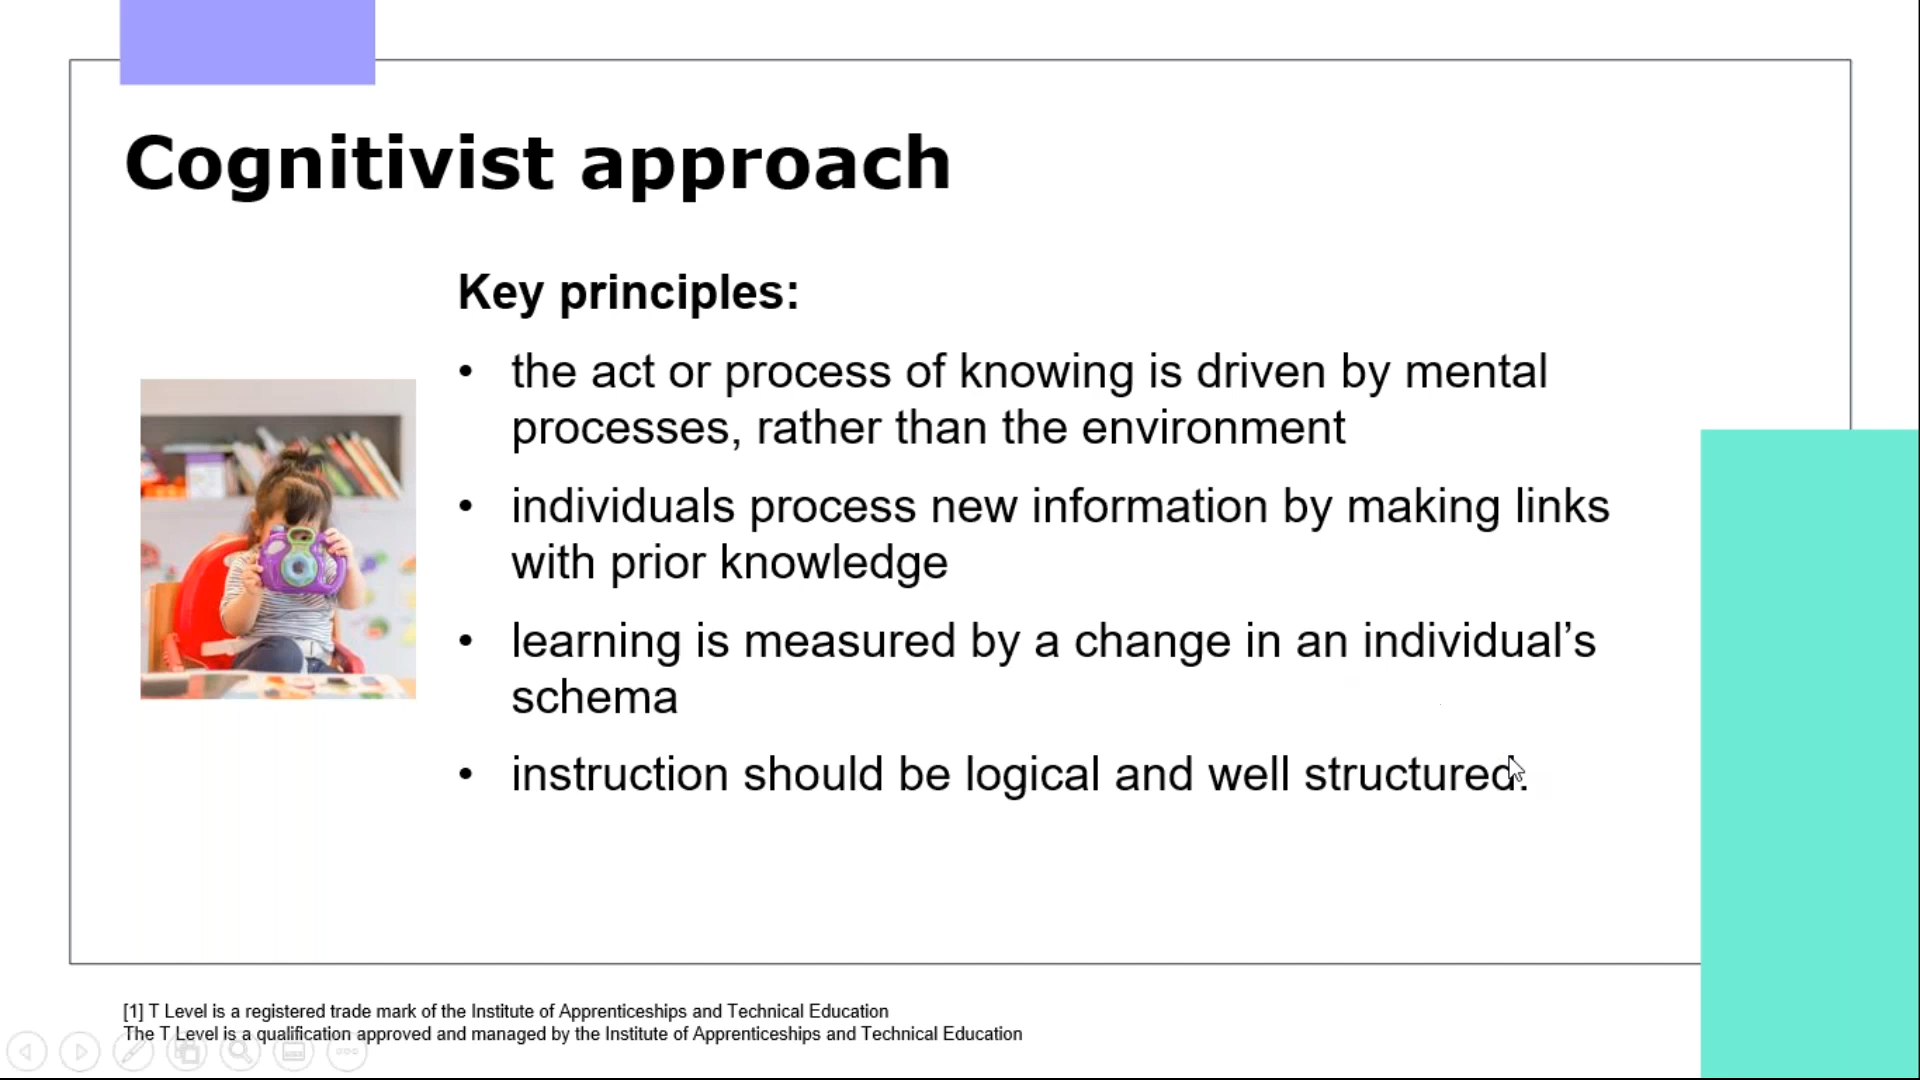 Cognitivist approach
Key principles:
• the act or process of knowing is driven by mental
processes, rather than the environment
• individuals process new information by making links
with prior knowledge
• learning is measured by a change in an individual’s
schema
• instruction should be logical and well structured.
[1] T Level is a registered trade mark of the Institute of Apprenticeships and Technical Education
The T Level is a qualification approved and managed by the Institute of Apprenticeships and Technical Education